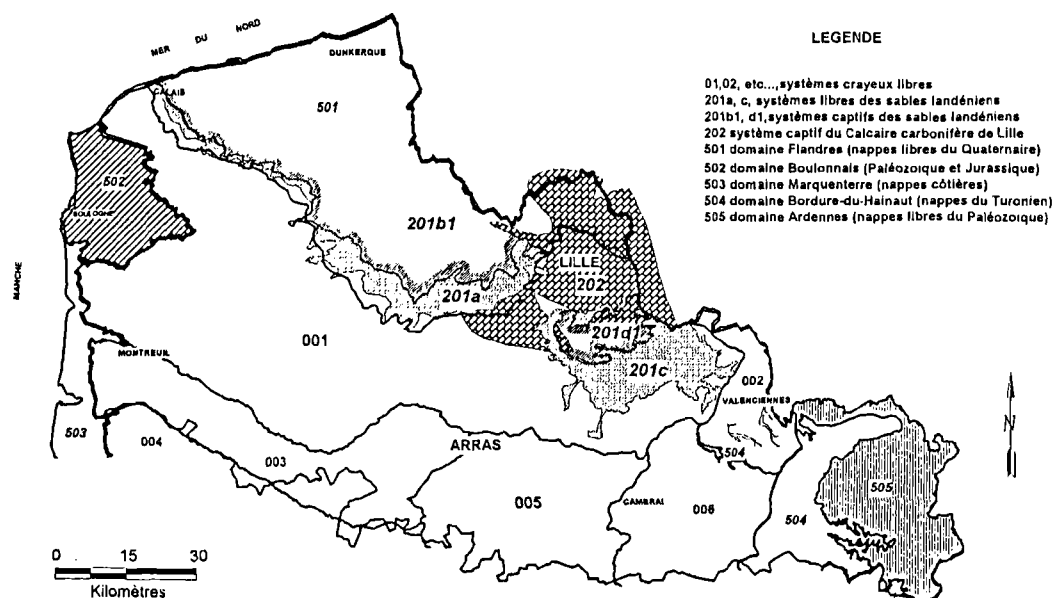 MER DU NORD
DUNKERQUE
CALAIS
501
502
BOULOGNE
MANCHE
201b1
201a
LILLE
202
201d1
201c
001
MONTREUIL
002
VALENCIENNES
503
004
003
ARRAS
504
005
CAMBRAI
006
504
505
N
LEGENDE
01,02, etc...,systèmes crayeux libres
201a, c, systèmes libres des sables landéniens
201b1, d1,systèmes captifs des sables landéniens
202 système captif du Calcaire carbonifère de Lille
501 domaine Flandres (nappes libres du Quaternaire)
502 domaine Boulonnais (Paléozoïque et Jurassique)
503 domaine Marquenterre (nappes côtières)
504 domaine Bordure-du-Hainaut (nappes du Turonien)
505 domaine Ardennes (nappes libres du Paléozoïque)
0 15 30
Kilomètres